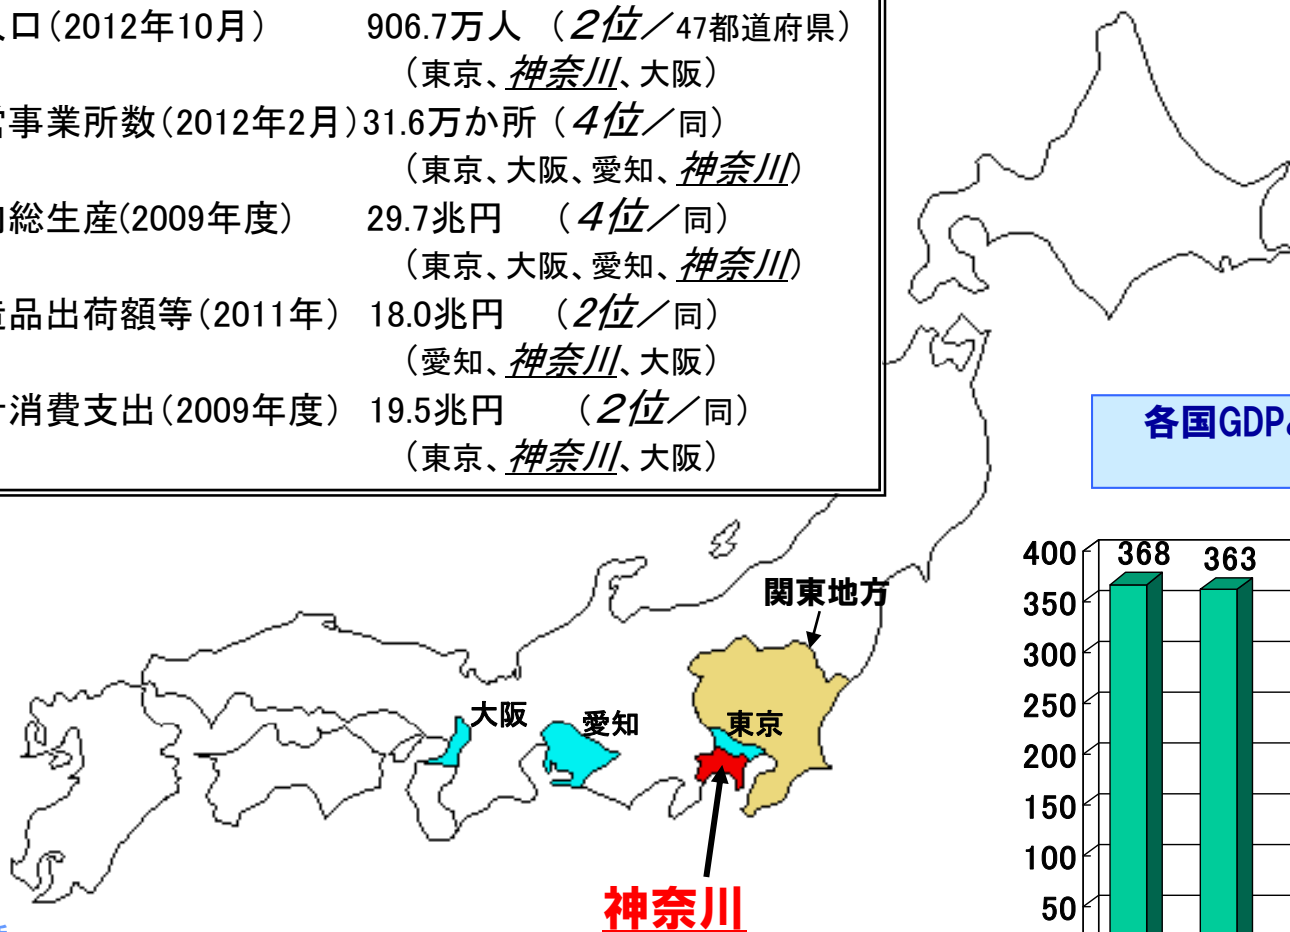 人口（2012年10月）　906.7万人 （2位／47都道府県）
（東京、神奈川、大阪）
営事業所数（2012年2月）31.6万か所（4位／同）
（東京、大阪、愛知、神奈川）
内総生産(2009年度)　29.7兆円 （4位／同）
（東京、大阪、愛知、神奈川）
造品出荷額等（2011年） 18.0兆円 （2位／同）
（愛知、神奈川、大阪）
消費支出（2009年度） 19.5兆円 （2位／同）
（東京、神奈川、大阪）
各国GDP
関東地方
大阪
愛知
東京
神奈川
368
363
400
350
300
250
200
150
100
50